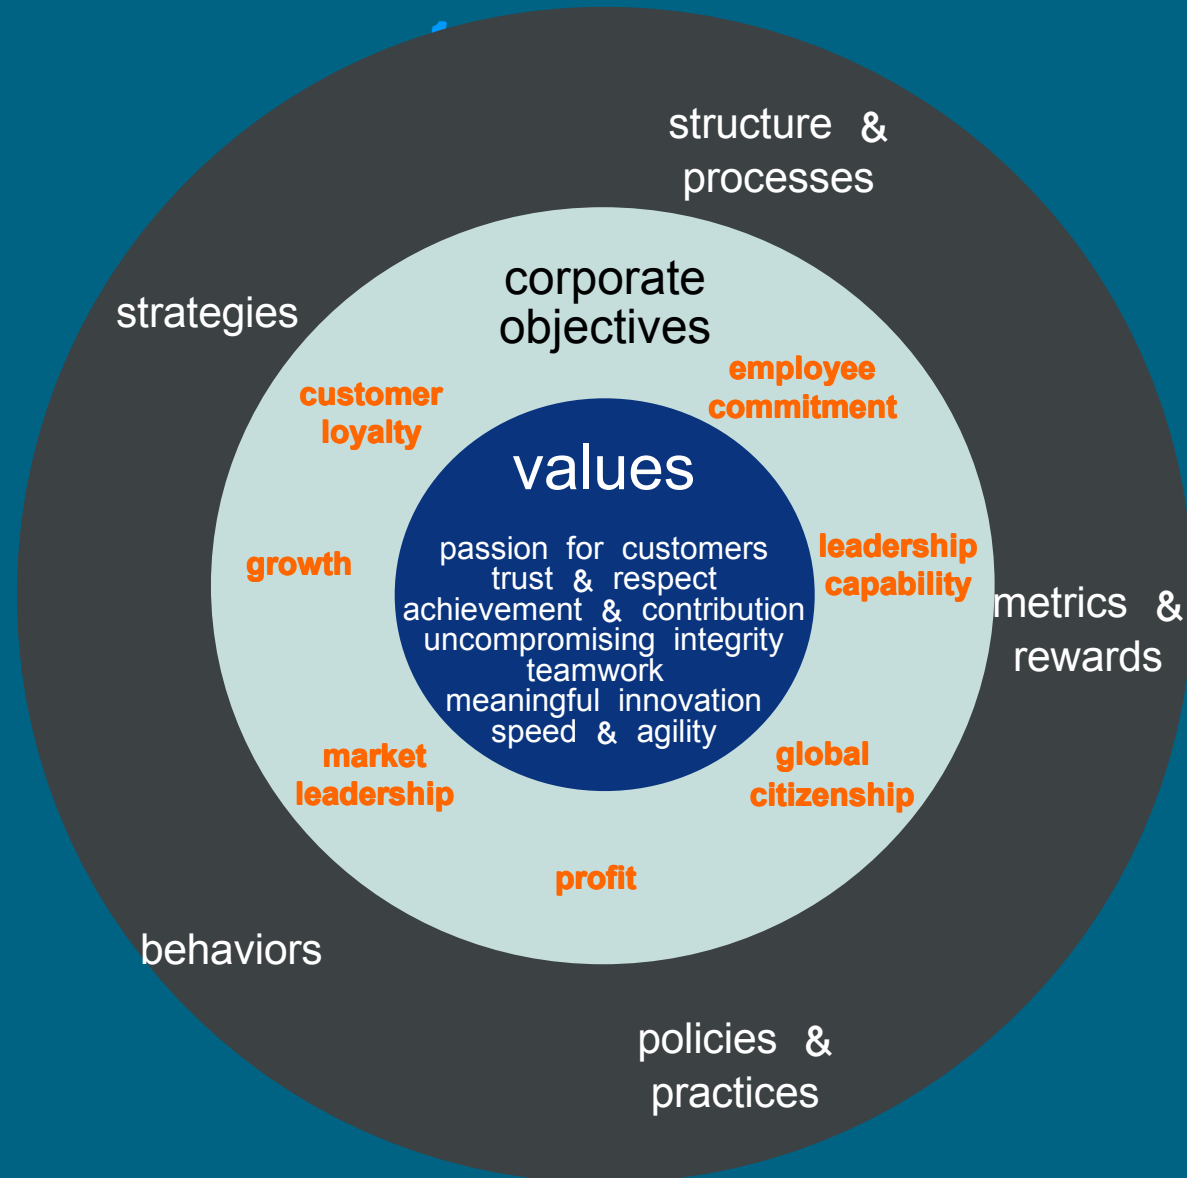 structure &
processes
strategies
corporate
objectives
employee
commitment
customer
loyalty
values
passion for customers
trust & respect
achievement & contribution
uncompromising integrity
teamwork
meaningful innovation
speed & agility
growth
leadership
capability
metrics &
rewards
market
leadership
global
citizenship
profit
behaviors
policies &
practices